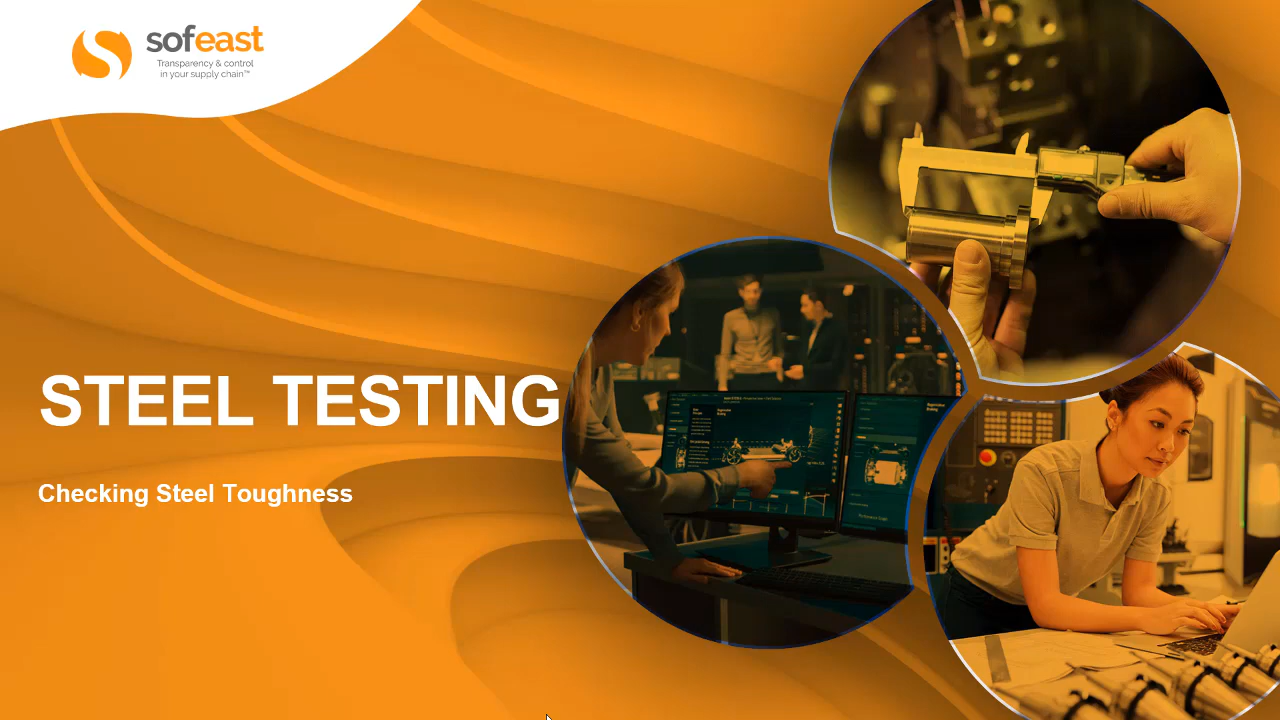 sofeast
Transparency & control
in your supply chain™
STEEL TESTING
Checking Steel Toughness